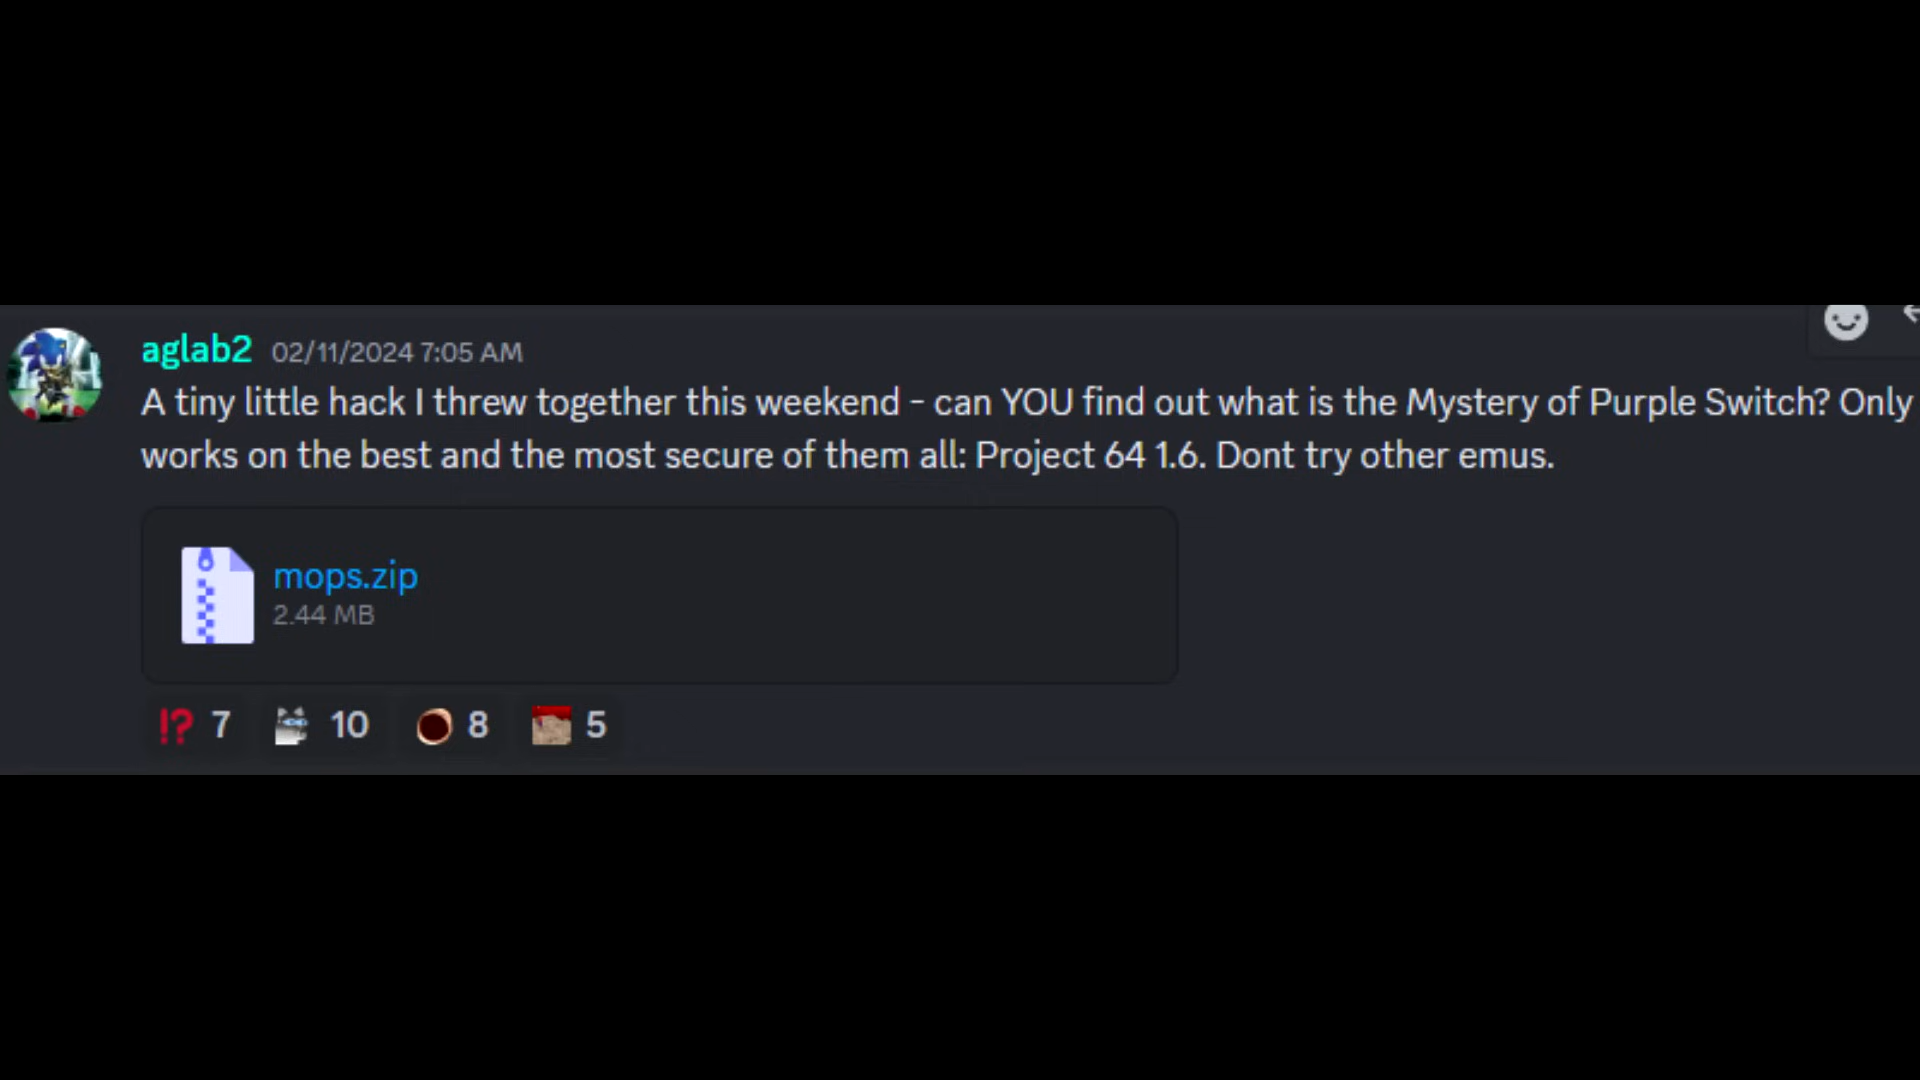 aglab2 02/11/2024 7:05 AM
A tiny little hack I threw together this weekend - can YOU find out what is the Mystery of Purple Switch? Only
works on the best and the most secure of them all: Project 64 1.6. Dont try other emus.
mops.zip
2.44 MB
⁉ 7 10 8 5